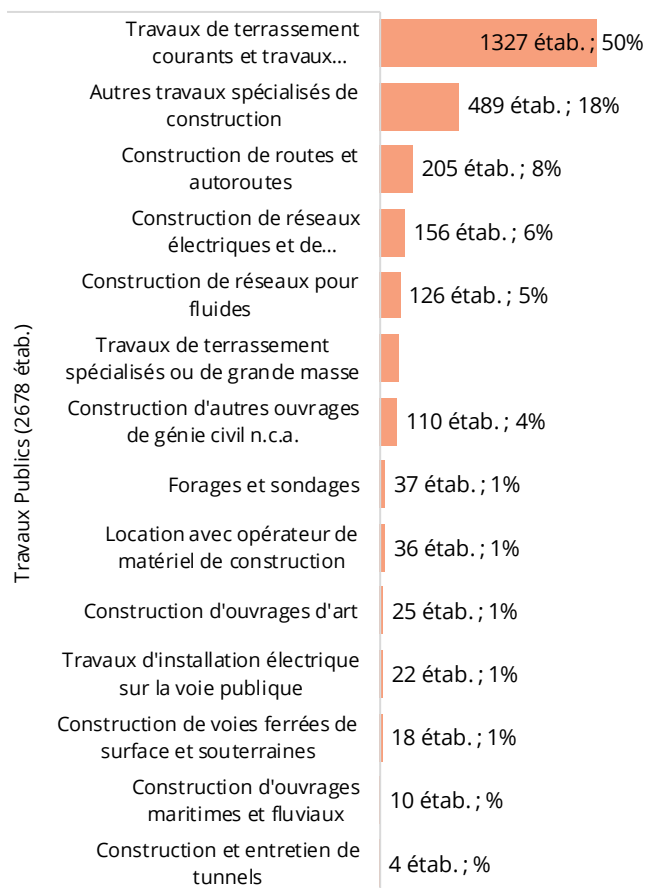 Travaux Publics (2678 étab.)
Travaux de terrassement
courants et travaux...
1327 étab. ; 50%
Autres travaux spécialisés de
construction
489 étab. ; 18%
Construction de routes et
autoroutes
205 étab. ; 8%
Construction de réseaux
électriques et de...
156 étab. ; 6%
Construction de réseaux pour
fluides
126 étab. ; 5%
Travaux de terrassement
spécialisés ou de grande masse
Construction d'autres ouvrages
de génie civil n.c.a.
110 étab. ; 4%
Forages et sondages
37 étab. ; 1%
Location avec opérateur de
matériel de construction
36 étab. ; 1%
Construction d'ouvrages d'art
25 étab. ; 1%
Travaux d'installation électrique
sur la voie publique
22 étab. ; 1%
Construction de voies ferrées de
surface et souterraines
18 étab. ; 1%
Construction d'ouvrages
maritimes et fluviaux
10 étab. ; %
Construction et entretien de
tunnels
4 étab. ; %